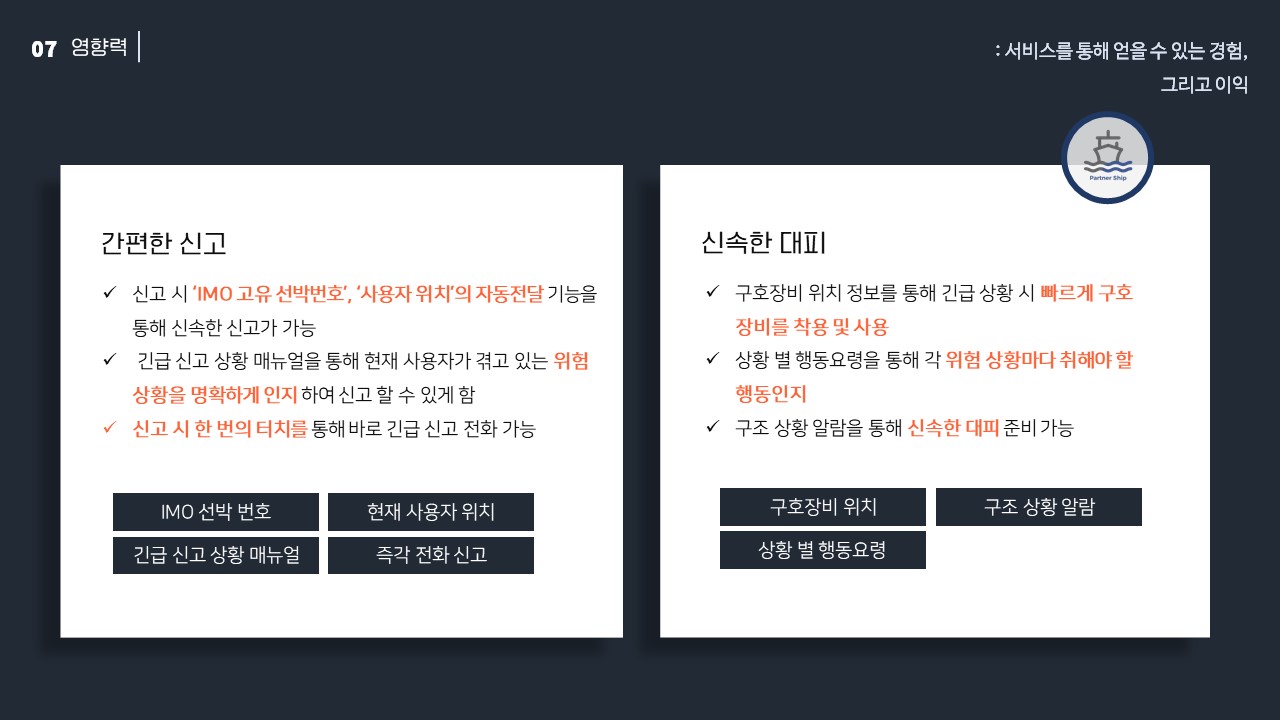 07 영향력
: 서비스를 통해 얻을 수 있는 경험,
그리고 이익
Partner Ship
간편한 신고
✓ 신고 시 ‘IMO 고유 선박번호’, ‘사용자 위치’의 자동전달 기능을
통해 신속한 신고가 가능
✓ 긴급 신고 상황 매뉴얼을 통해 현재 사용자가 겪고 있는 위험
상황을 명확하게 인지 하여 신고 할 수 있게 함
✓ 신고 시 한 번의 터치를 통해 바로 긴급 신고 전화 가능
IMO 선박 번호
현재 사용자 위치
긴급 신고 상황 매뉴얼
즉각 전화 신고
신속한 대피
✓ 구호장비 위치 정보를 통해 긴급 상황 시 빠르게 구호
장비를 착용 및 사용
✓ 상황 별 행동요령을 통해 각 위험 상황마다 취해야 할
행동인지
✓ 구조 상황 알람을 통해 신속한 대피 준비 가능
구호장비 위치
구조 상황 알람
상황 별 행동요령